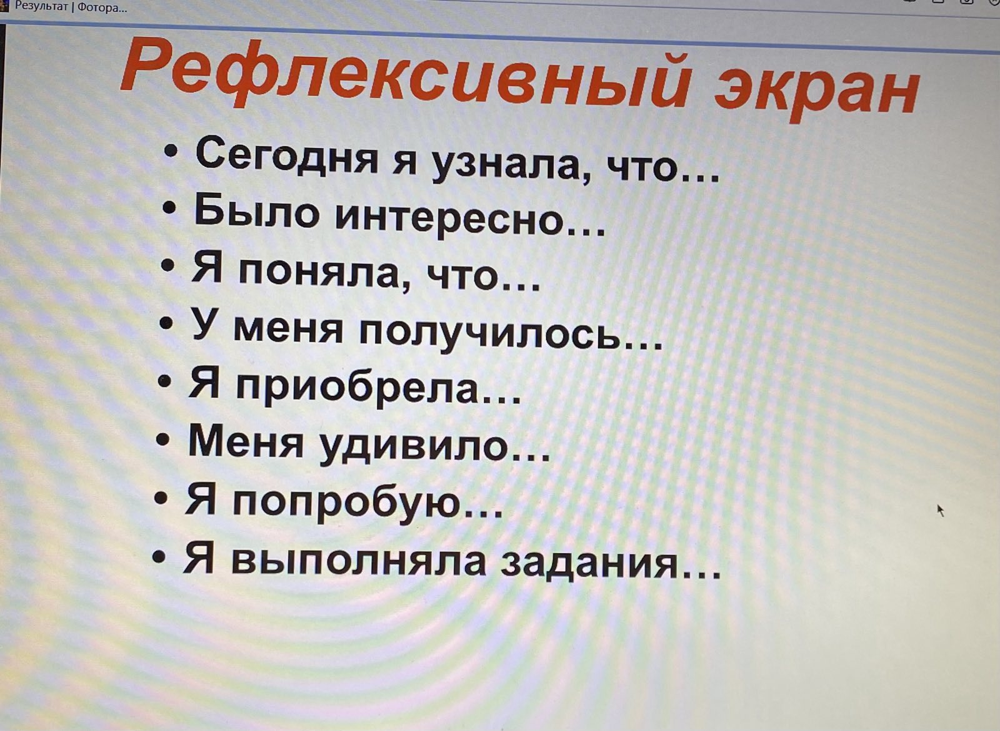 Результат | Фотора...
Рефлексивный экран
• Сегодня я узнала, что...
• Было интересно...
• Я поняла, что...
• У меня получилось...
• Я приобрела...
• Меня удивило...
• Я попробую...
• Я выполняла задания...